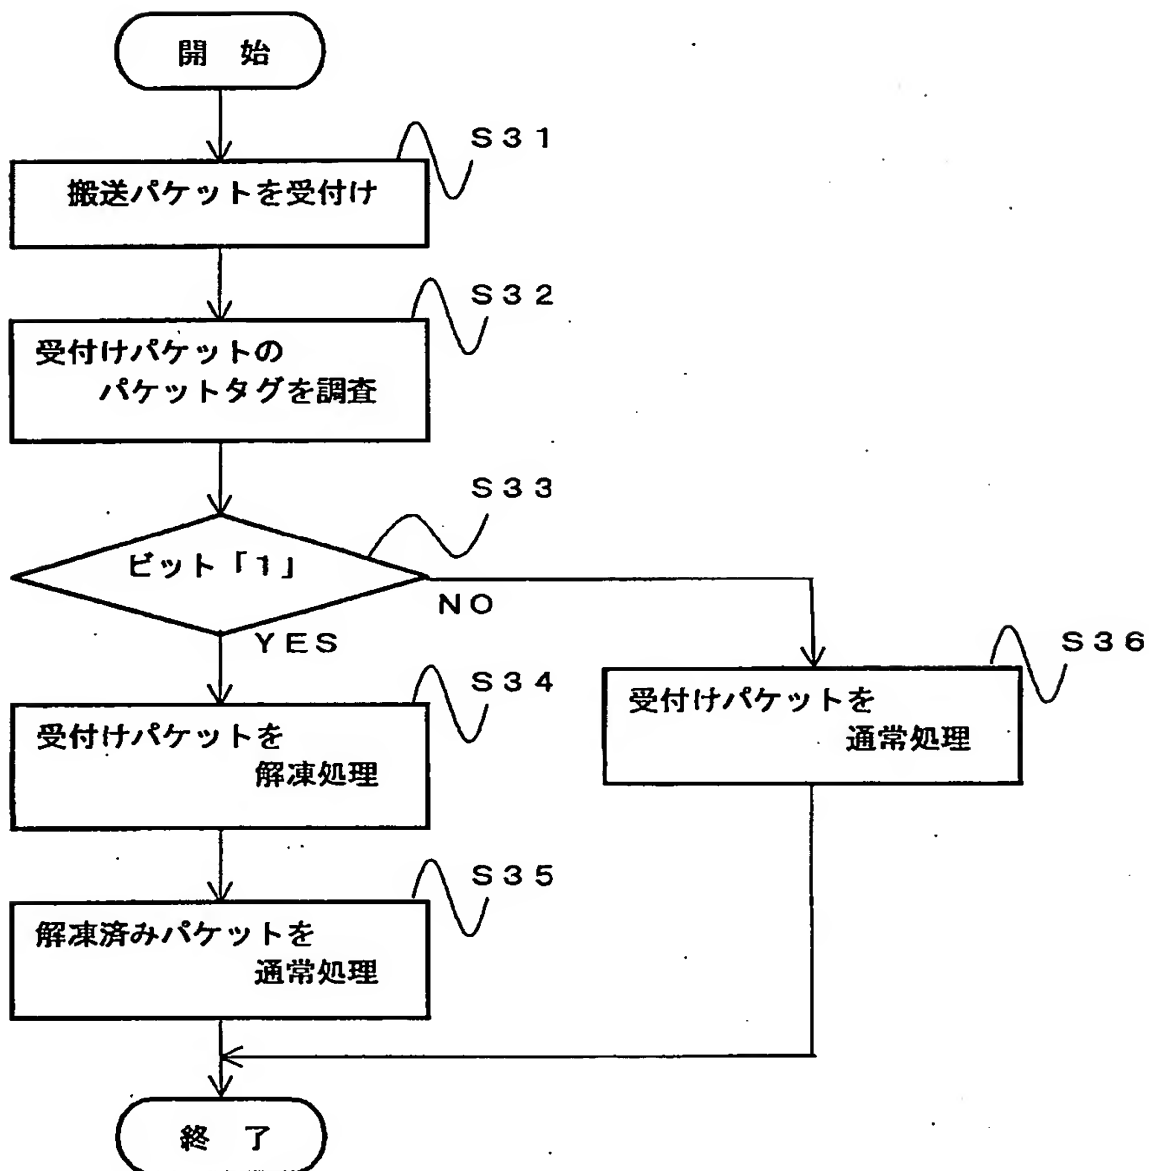 開　始
Ｓ３１
搬送パケットを受付け
Ｓ３２
受付けパケットの
パケットタグを調査
Ｓ３３
ビット「１」
ＮＯ
ＹＥＳ
Ｓ３４
受付けパケットを
解凍処理
Ｓ３６
受付けパケットを
通常処理
Ｓ３５
解凍済みパケットを
通常処理
終　了